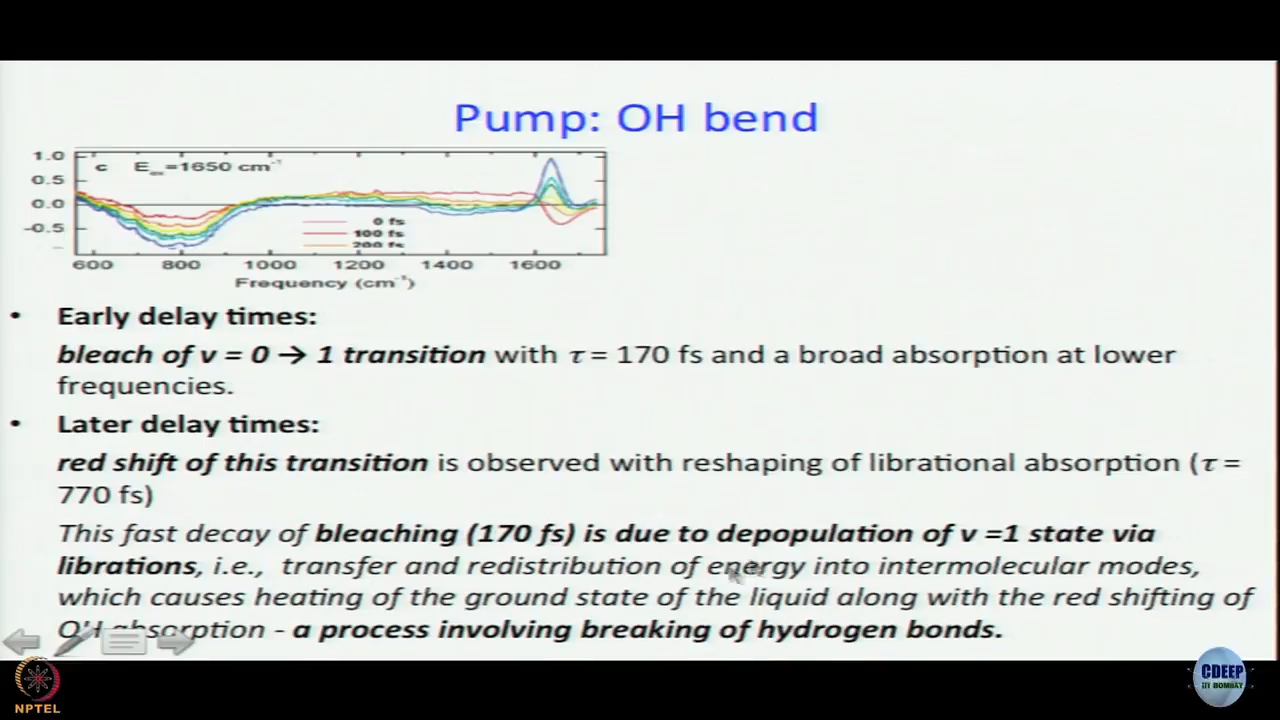 Pump: OH bend
1.0
0.5
0.0
-0.5
c Eex=1650 cm-1
0 fs
100 fs
200 fs
600 800 1000 1200 1400 1600
Frequency (cm-1)
• Early delay times:
bleach of v = 0 → 1 transition with τ = 170 fs and a broad absorption at lower
frequencies.
• Later delay times:
red shift of this transition is observed with reshaping of librational absorption (τ =
770 fs)
This fast decay of bleaching (170 fs) is due to depopulation of v =1 state via
librations, i.e., transfer and redistribution of energy into intermolecular modes,
which causes heating of the ground state of the liquid along with the red shifting of
OH absorption - a process involving breaking of hydrogen bonds.
NPTEL
CDEEP
IIT BOMBAY